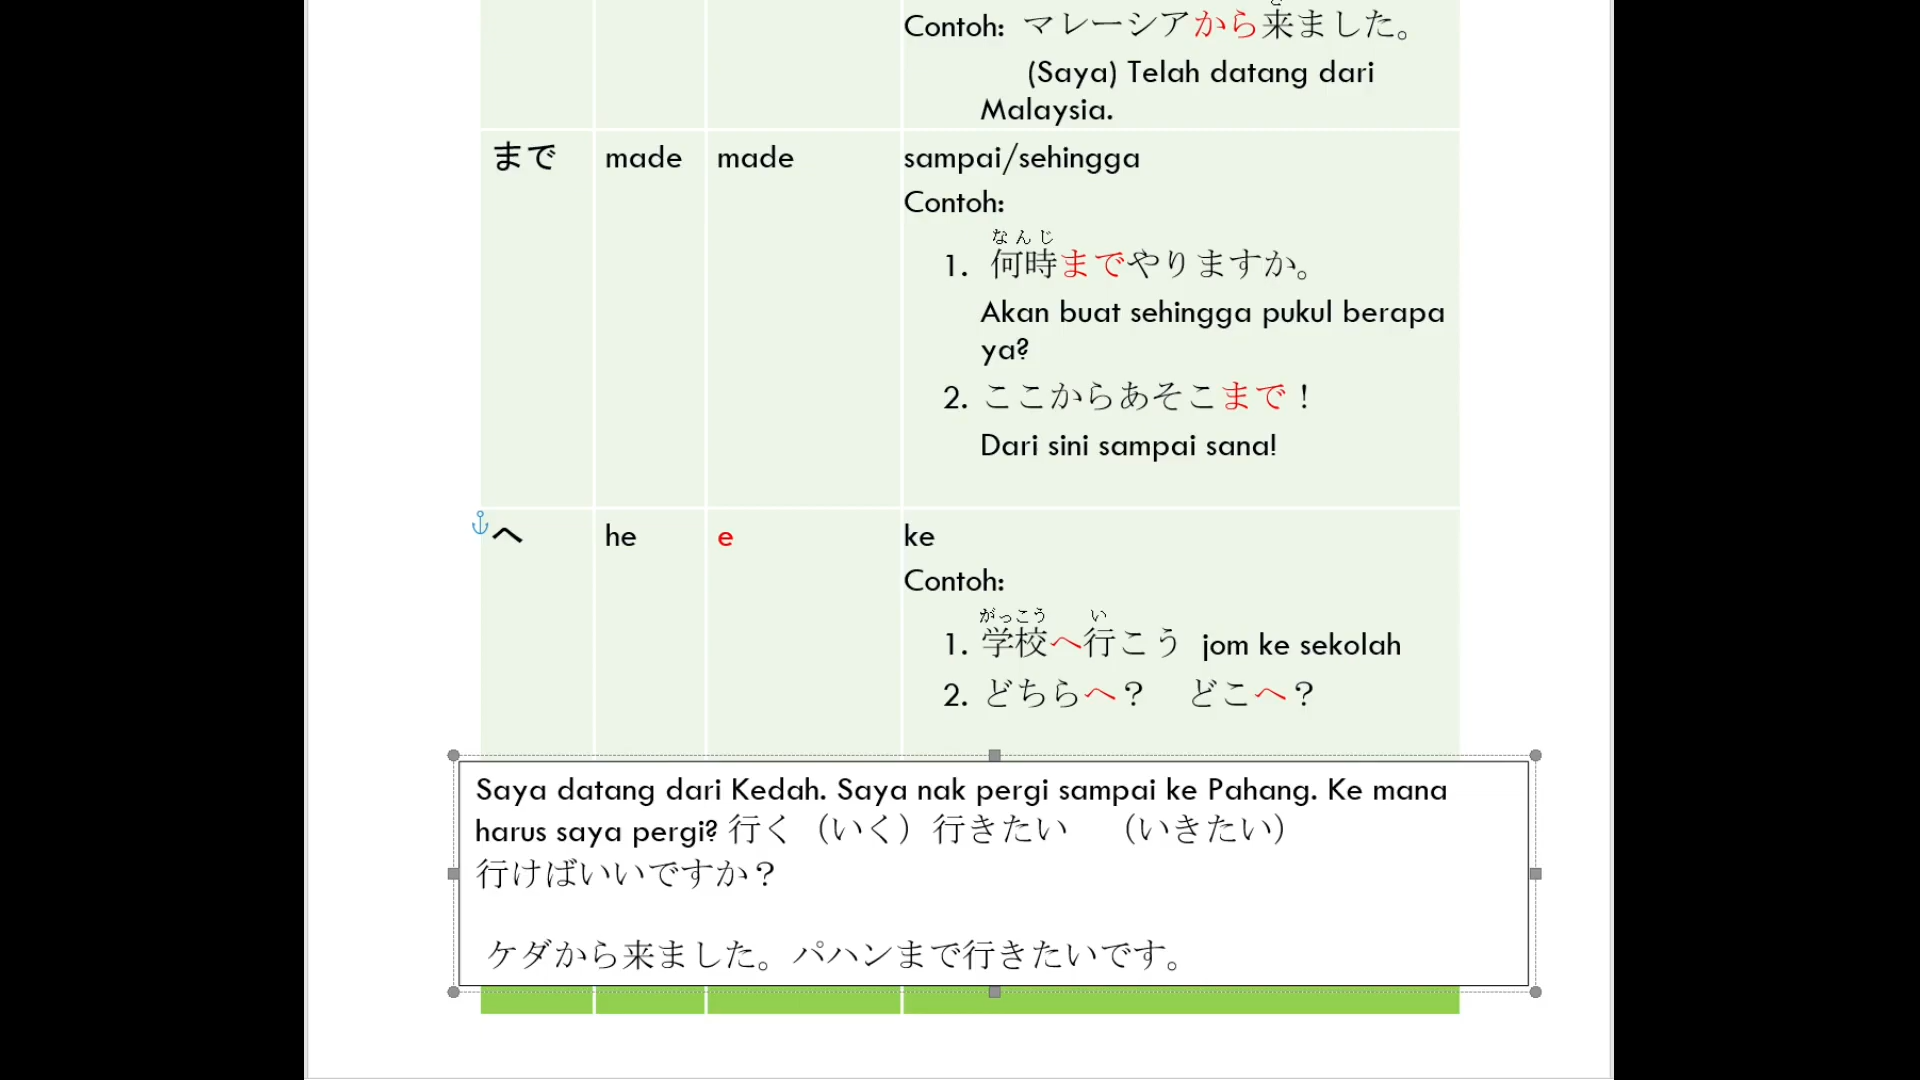 Contoh: マレーシアから来ました。
(Saya) Telah datang dari
Malaysia.
まで made made sampai/sehingga
Contoh:
なんじ
1. 何時までやりますか。
Akan buat sehingga pukul berapa
ya?
2. ここからあそこまで！
Dari sini sampai sana!
へ he e ke
Contoh:
がっこう い
1. 学校へ行こう jom ke sekolah
2. どちらへ？ どこへ？
Saya datang dari Kedah. Saya nak pergi sampai ke Pahang. Ke mana
harus saya pergi? 行く（いく）行きたい （いきたい）
行けばいいですか？
ケダから来ました。パハンまで行きたいです。